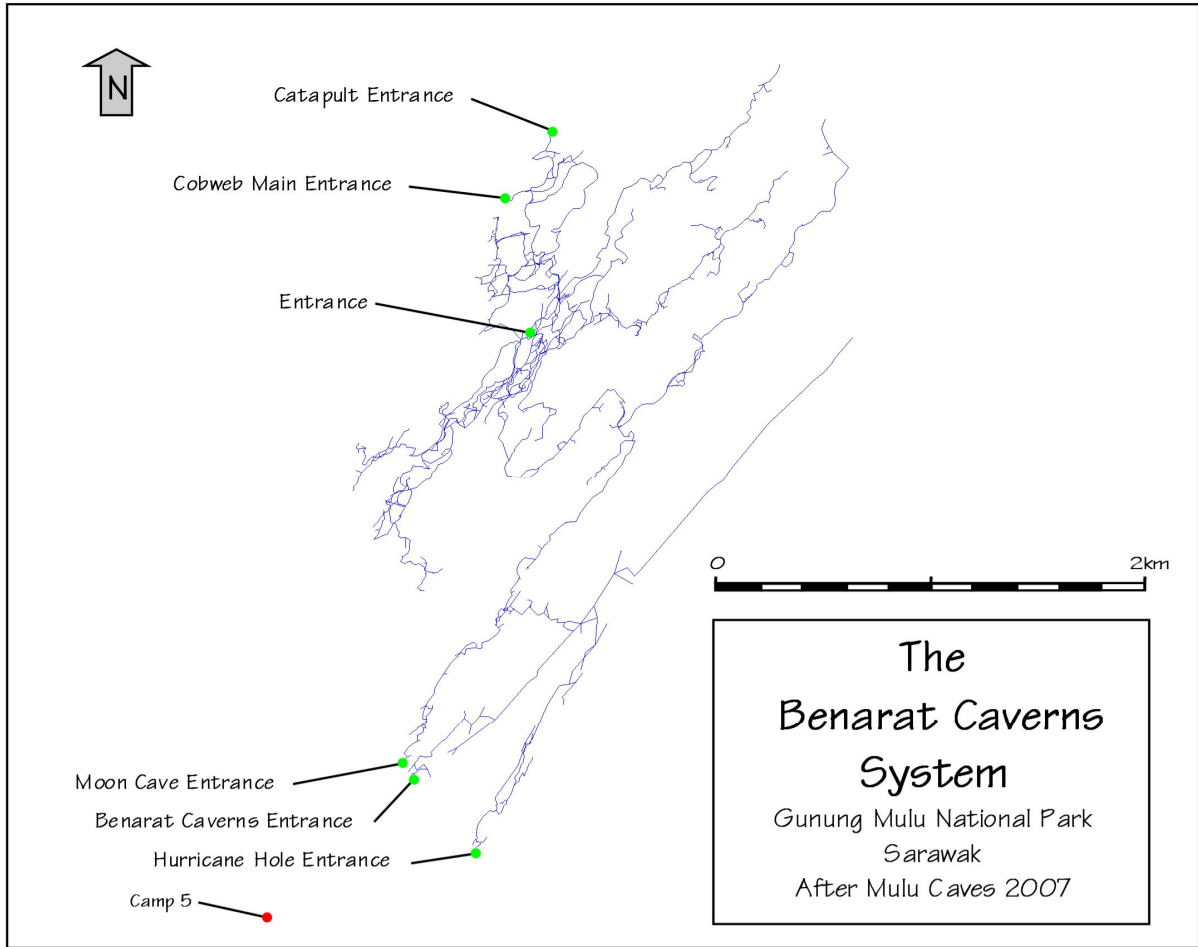 N
Catapult Entrance
Cobweb Main Entrance
Entrance
0
2km
The
Benarat Caverns
System
Gunung Mulu National Park
Sarawak
After Mulu Caves 2007
Moon Cave Entrance
Benarat Caverns Entrance
Hurricane Hole Entrance
Camp 5